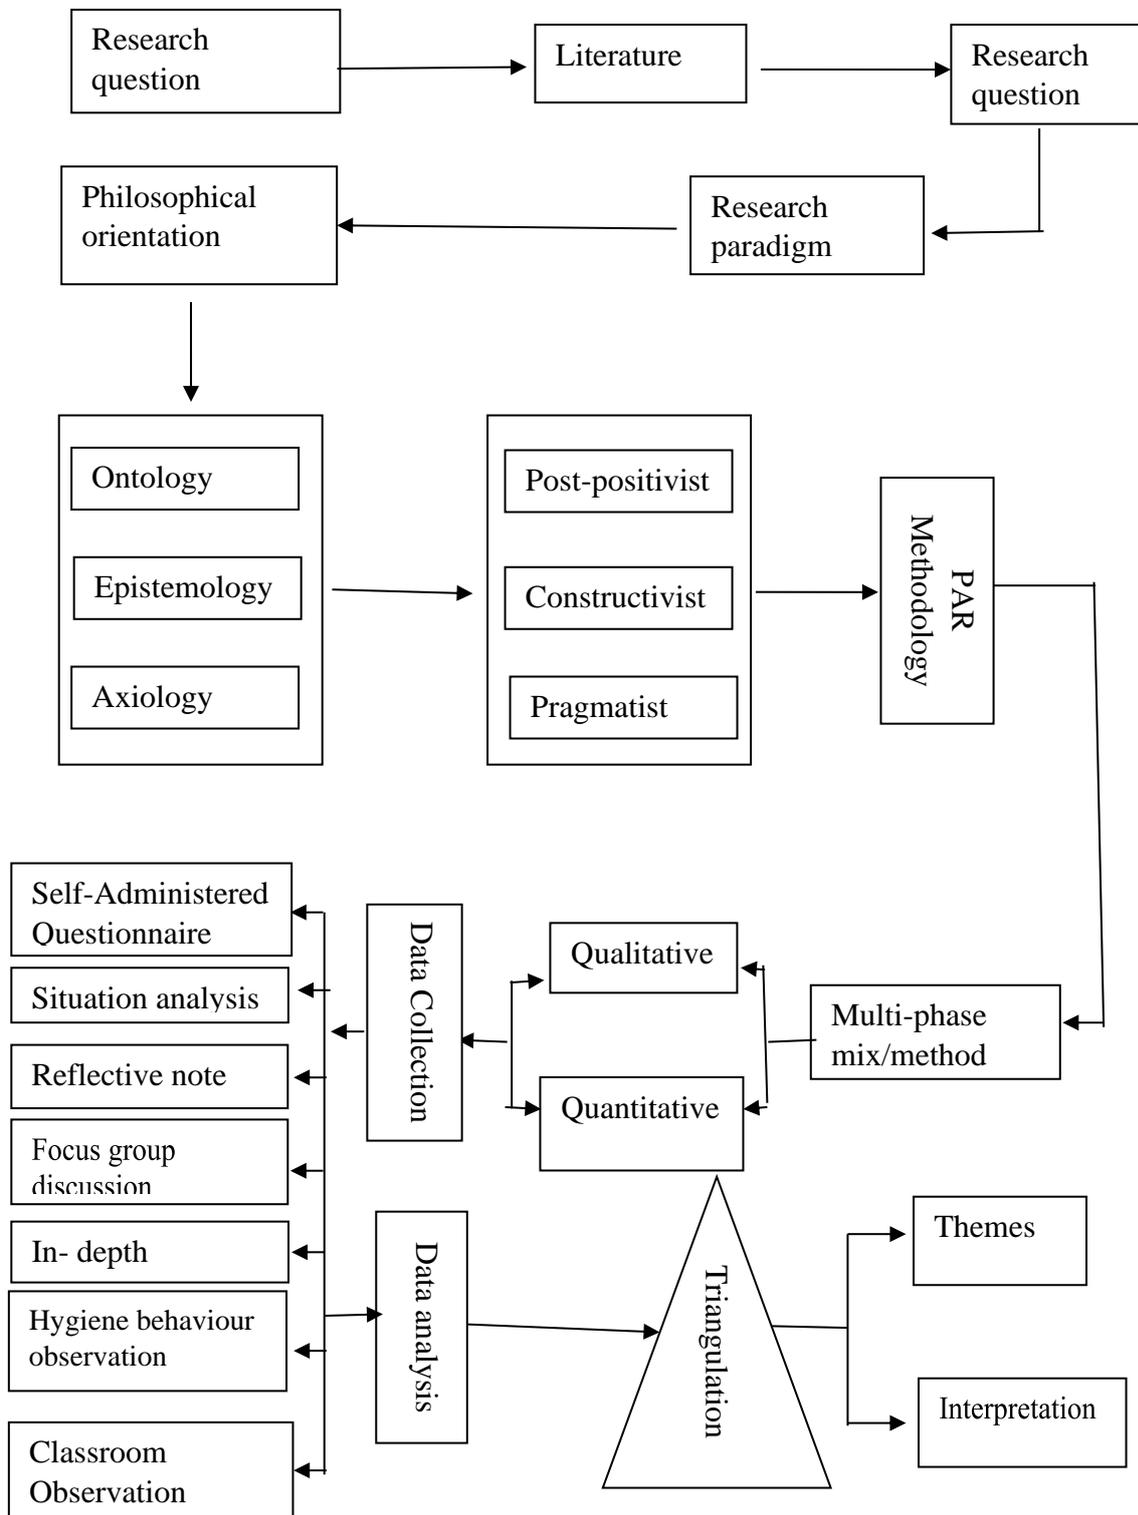 Research
question
Literature
Research
question
Philosophical
orientation
Research
paradigm
Ontology
Epistemology
Axiology
Post-positivist
Constructivist
Pragmatist
PAR
Methodology
Self-Administered
Questionnaire
Situation analysis
Reflective note
Focus group
discussion
In- depth
Hygiene behaviour
observation
Classroom
Observation
Data Collection
Qualitative
Quantitative
Multi-phase
mix/method
Data analysis
Triangulation
Themes
Interpretation